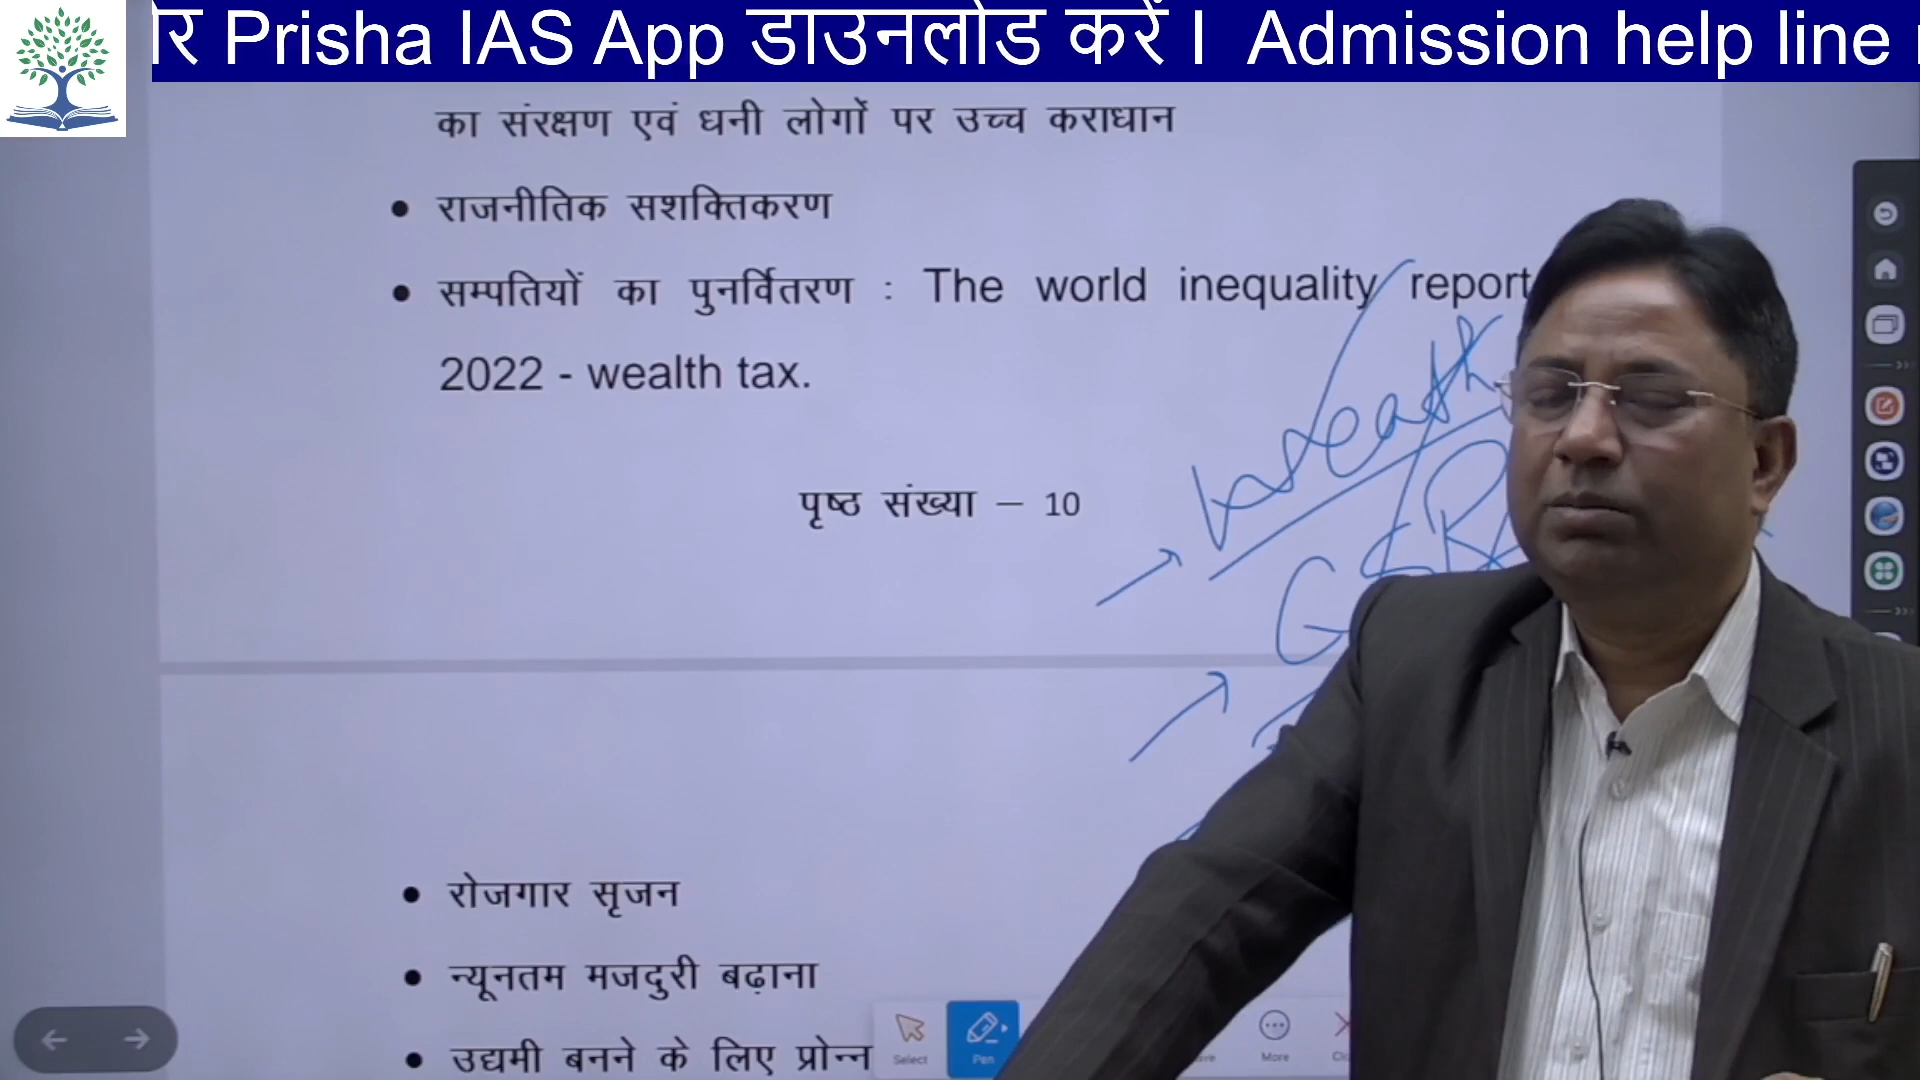 र Prisha IAS App डाउनलोड करें । Admission help line
का संरक्षण एवं धनी लोगों पर उच्च कराधान
• राजनीतिक सशक्तिकरण
• सम्पतियों का पुनर्वितरण : The world inequality report
2022 - wealth tax.
Wealth
पृष्ठ संख्या – 10
• रोजगार सृजन
• न्यूनतम मजदुरी बढ़ाना
• उद्यमी बनने के लिए प्रोन्न
Select Pen More